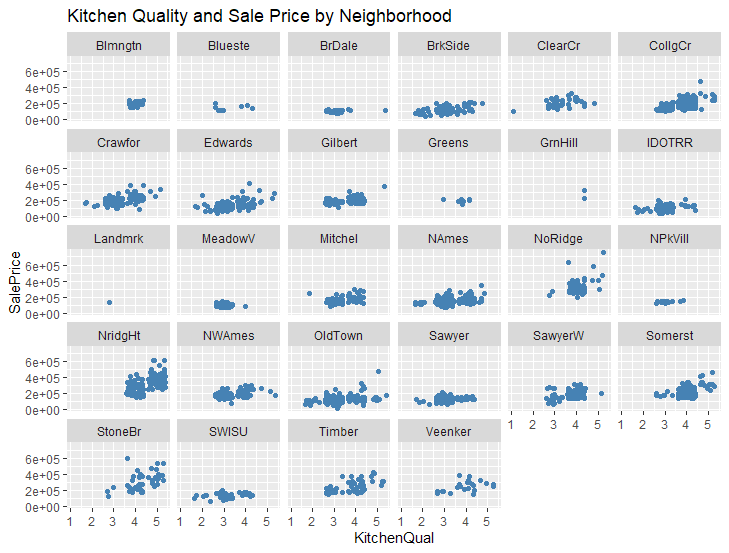 Kitchen Quality and Sale Price by Neighborhood
Blmngtn Blueste BrDale BrkSide ClearCr CollgCr
6e+05
4e+05
2e+05
0e+00
Crawfor Edwards Gilbert Greens GrnHill IDOTRR
6e+05
4e+05
2e+05
0e+00
Landmrk MeadowV Mitchel NAmes NoRidge NPkVill
6e+05
4e+05
2e+05
0e+00
SalePrice
NridgHt NWAmes OldTown Sawyer SawyerW Somerst
6e+05
4e+05
2e+05
0e+00
1 2 3 4 5 1 2 3 4 5
StoneBr SWISU Timber Veenker
6e+05
4e+05
2e+05
0e+00
1 2 3 4 5 1 2 3 4 5 1 2 3 4 5 1 2 3 4 5
KitchenQual